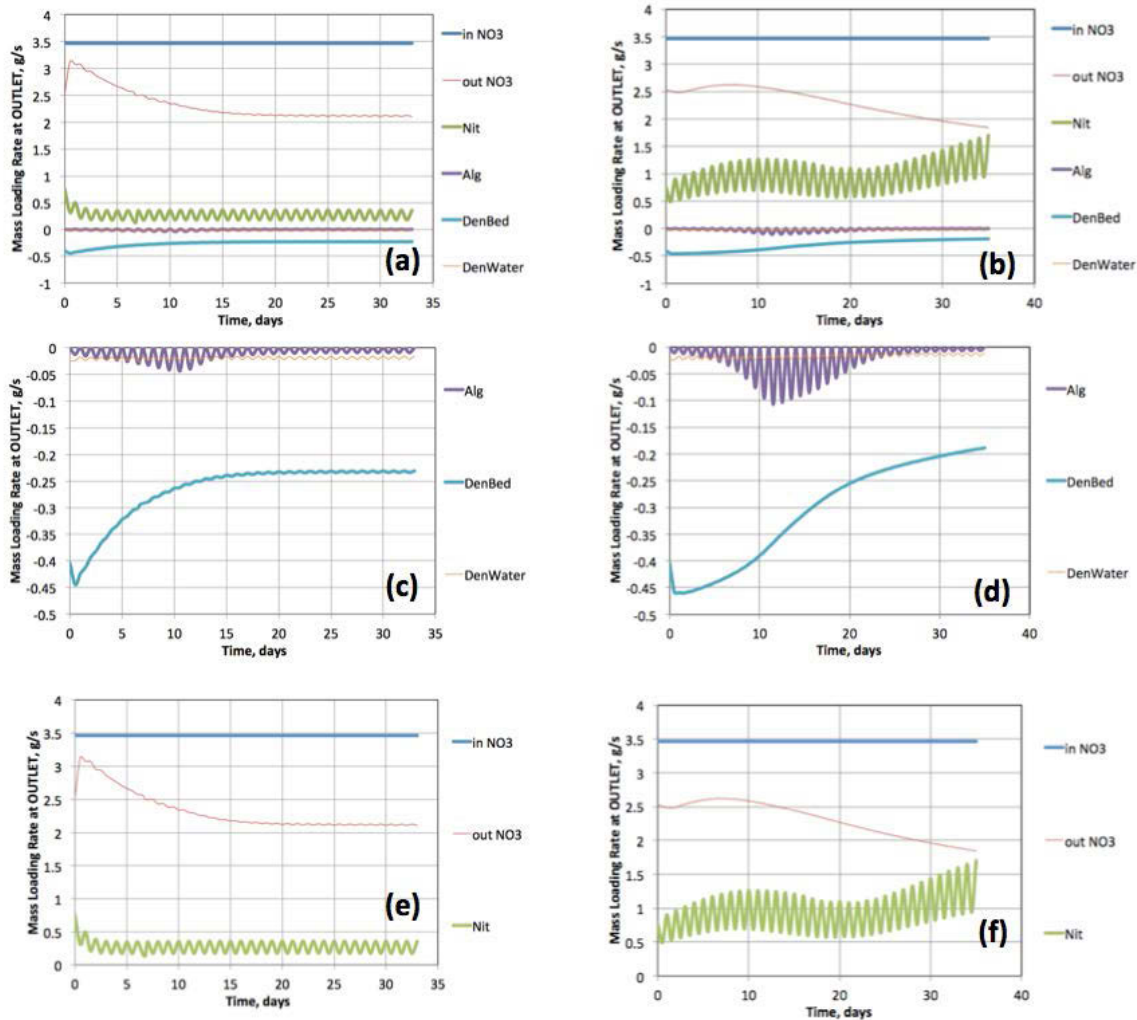 Mass Loading Rate at OUTLET, g/s
4
3.5
3
2.5
2
1.5
1
0.5
0
-0.5
-1
0 5 10 15 20 25 30 35
Time, days
(a)
in NO3
out NO3
Nit
Alg
DenBed
DenWater
Mass Loading Rate at OUTLET, g/s
4
3.5
3
2.5
2
1.5
1
0.5
0
-0.5
-1
0 10 20 30 40
Time, days
(b)
in NO3
out NO3
Nit
Alg
DenBed
DenWater
Mass Loading Rate at OUTLET, g/s
0
-0.05
-0.1
-0.15
-0.2
-0.25
-0.3
-0.35
-0.4
-0.45
-0.5
0 5 10 15 20 25 30 35
Time, days
(c)
Alg
DenBed
DenWater
Mass Loading Rate at OUTLET, g/s
0
-0.05
-0.1
-0.15
-0.2
-0.25
-0.3
-0.35
-0.4
-0.45
-0.5
0 10 20 30 40
Time, days
(d)
Alg
DenBed
DenWater
Mass Loading Rate at OUTLET, g/s
4
3.5
3
2.5
2
1.5
1
0.5
0
0 5 10 15 20 25 30 35
Time, days
(e)
in NO3
out NO3
Nit
Mass Loading Rate at OUTLET, g/s
4
3.5
3
2.5
2
1.5
1
0.5
0
0 10 20 30 40
Time, days
(f)
in NO3
out NO3
Nit